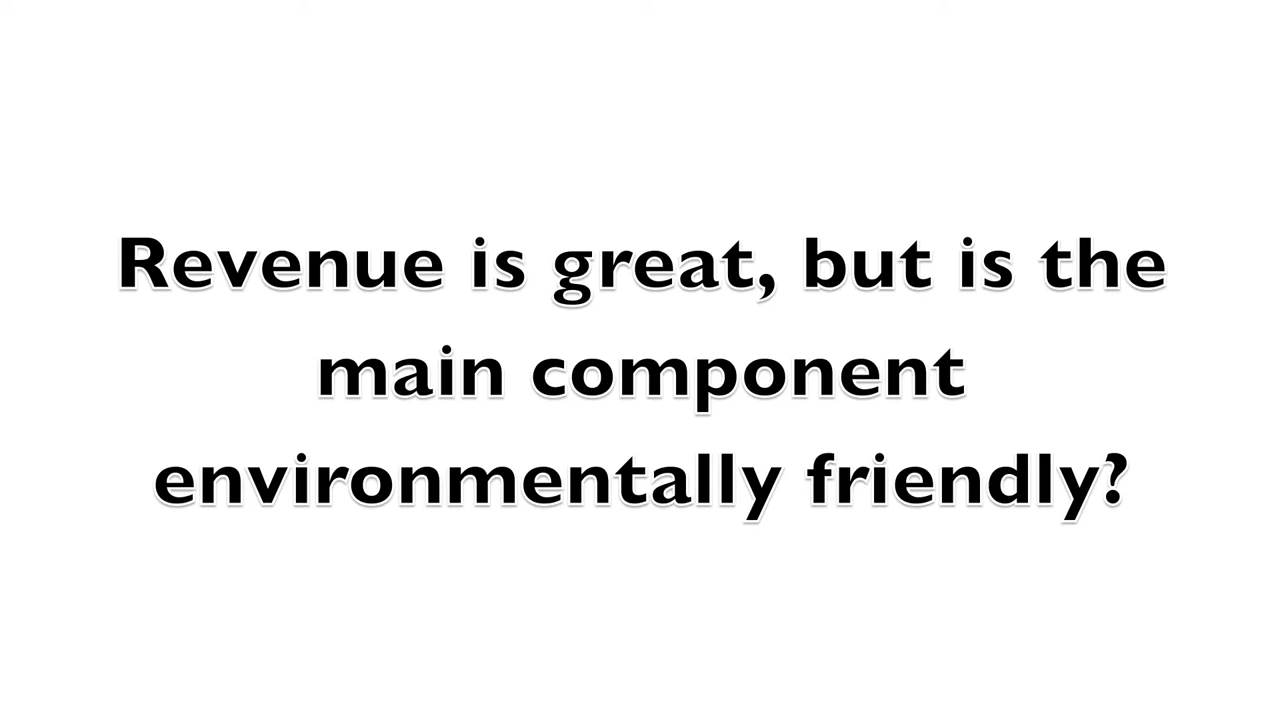 Revenue is great, but is the
main component
environmentally friendly?